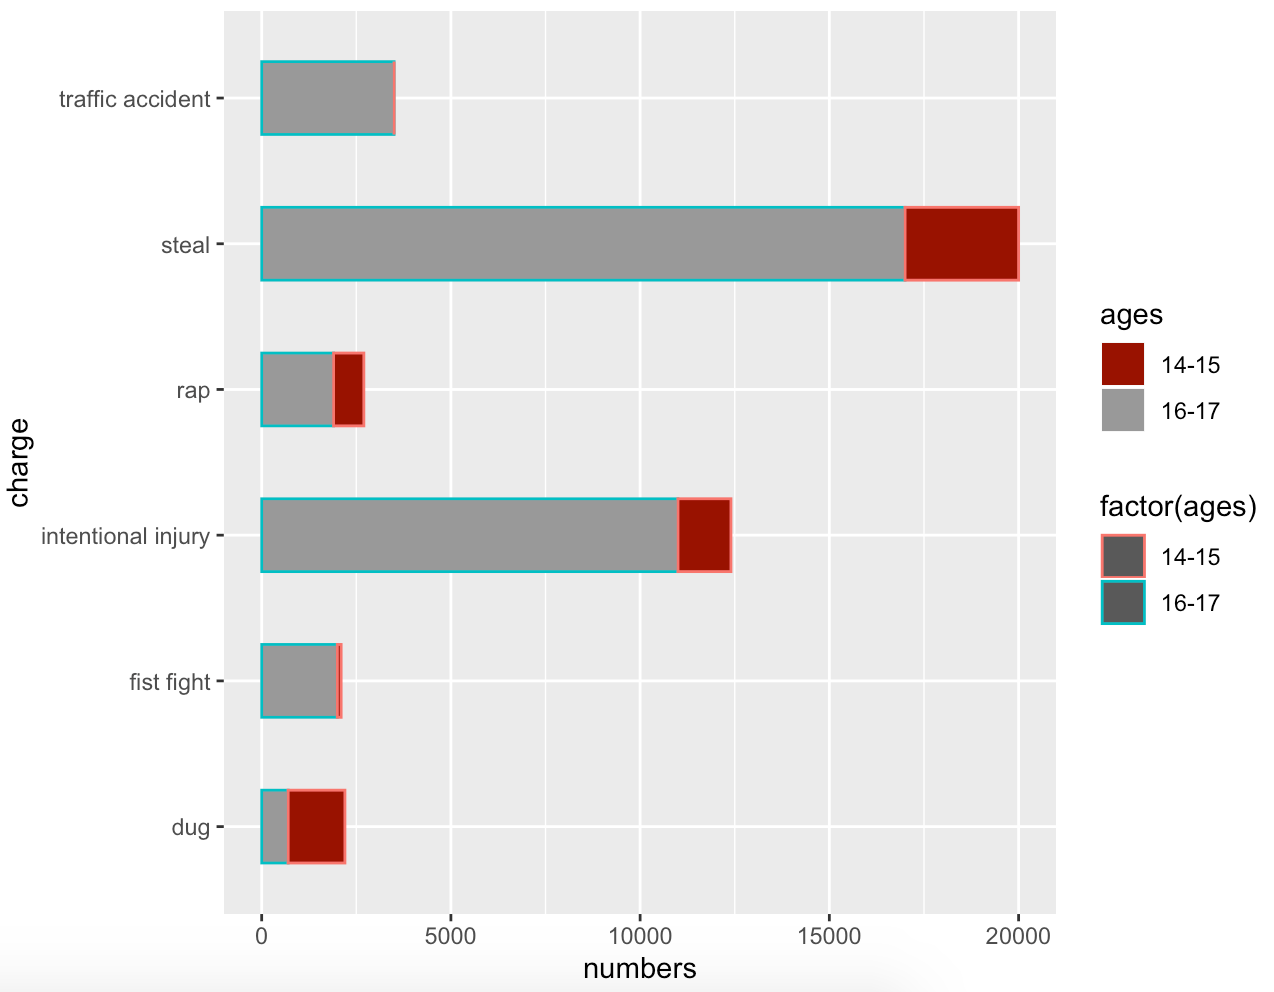 traffic accident
steal
rap
intentional injury
fist fight
dug
charge
0 5000 10000 15000 20000
numbers
ages
14-15
16-17
factor(ages)
14-15
16-17